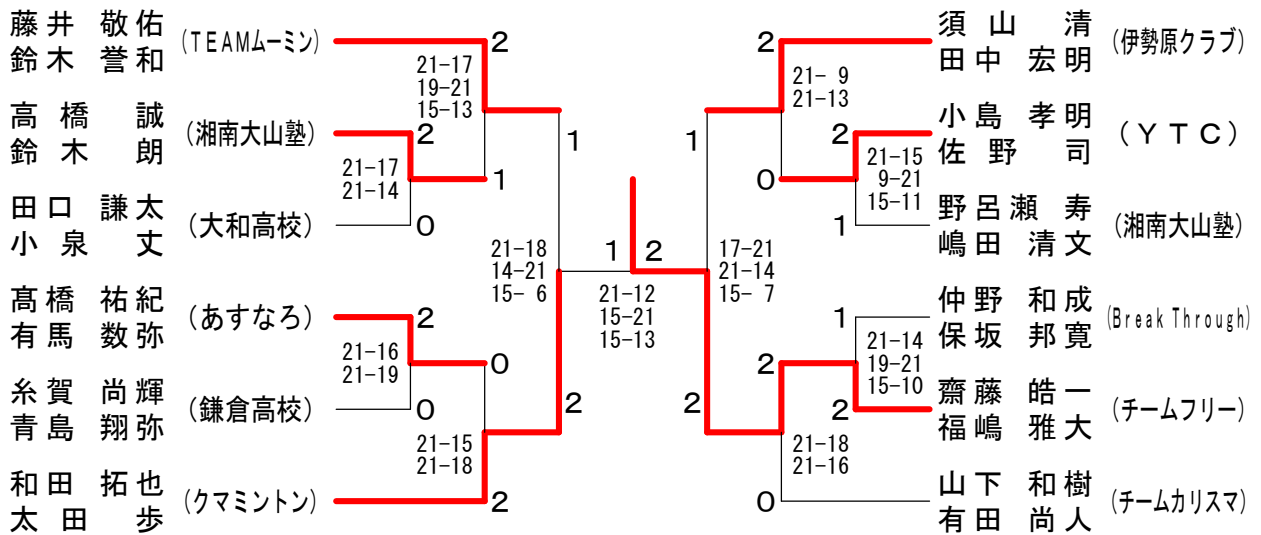 藤井 敬佑
鈴木 誉和
(TEAMムーミン)
2
21-17
19-21
15-13
高橋 誠
鈴木 朗
(湘南大山塾)
2
21-17
21-14
1
田口 謙太
小泉 丈
(大和高校)
0
1
21-18
14-21
15- 6
髙橋 祐紀
有馬 数弥
(あすなろ)
2
21-16
21-19
0
糸賀 尚輝
青島 翔弥
(鎌倉高校)
0
21-15
21-18
2
和田 拓也
太田 歩
(クマミントン)
2
1
2
21-12
15-21
15-13
須山 清
田中 宏明
(伊勢原クラブ)
2
21- 9
21-13
小島 孝明
佐野 司
(YTC)
2
21-15
9-21
15-11
0
野呂瀬 寿
嶋田 清文
(湘南大山塾)
1
1
17-21
21-14
15- 7
仲野 和成
保坂 邦寛
(Break Through)
1
21-14
19-21
15-10
2
齋藤 皓一
福嶋 雅大
(チームフリー)
2
2
21-18
21-16
山下 和樹
有田 尚人
(チームカリスマ)
0